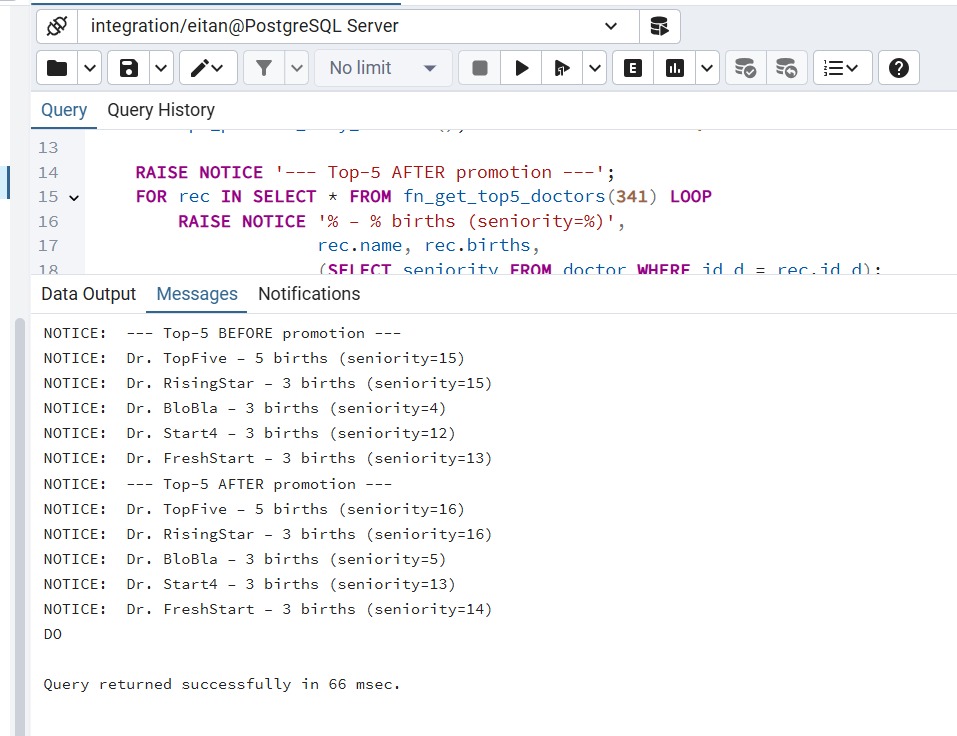 integration/eitan@PostgreSQL Server
No limit
E
Query Query History
13
14 RAISE NOTICE '--- Top-5 AFTER promotion ---';
15 FOR rec IN SELECT * FROM fn_get_top5_doctors(341) LOOP
16 RAISE NOTICE '% – % births (seniority=%)',
17 rec.name, rec.births,
18 (SELECT seniority FROM doctor WHERE id_d = rec.id_d);
Data Output Messages Notifications
NOTICE: --- Top-5 BEFORE promotion ---
NOTICE: Dr. TopFive – 5 births (seniority=15)
NOTICE: Dr. RisingStar – 3 births (seniority=15)
NOTICE: Dr. BloBla – 3 births (seniority=4)
NOTICE: Dr. Start4 – 3 births (seniority=12)
NOTICE: Dr. FreshStart – 3 births (seniority=13)
NOTICE: --- Top-5 AFTER promotion ---
NOTICE: Dr. TopFive – 5 births (seniority=16)
NOTICE: Dr. RisingStar – 3 births (seniority=16)
NOTICE: Dr. BloBla – 3 births (seniority=5)
NOTICE: Dr. Start4 – 3 births (seniority=13)
NOTICE: Dr. FreshStart – 3 births (seniority=14)
DO
Query returned successfully in 66 msec.